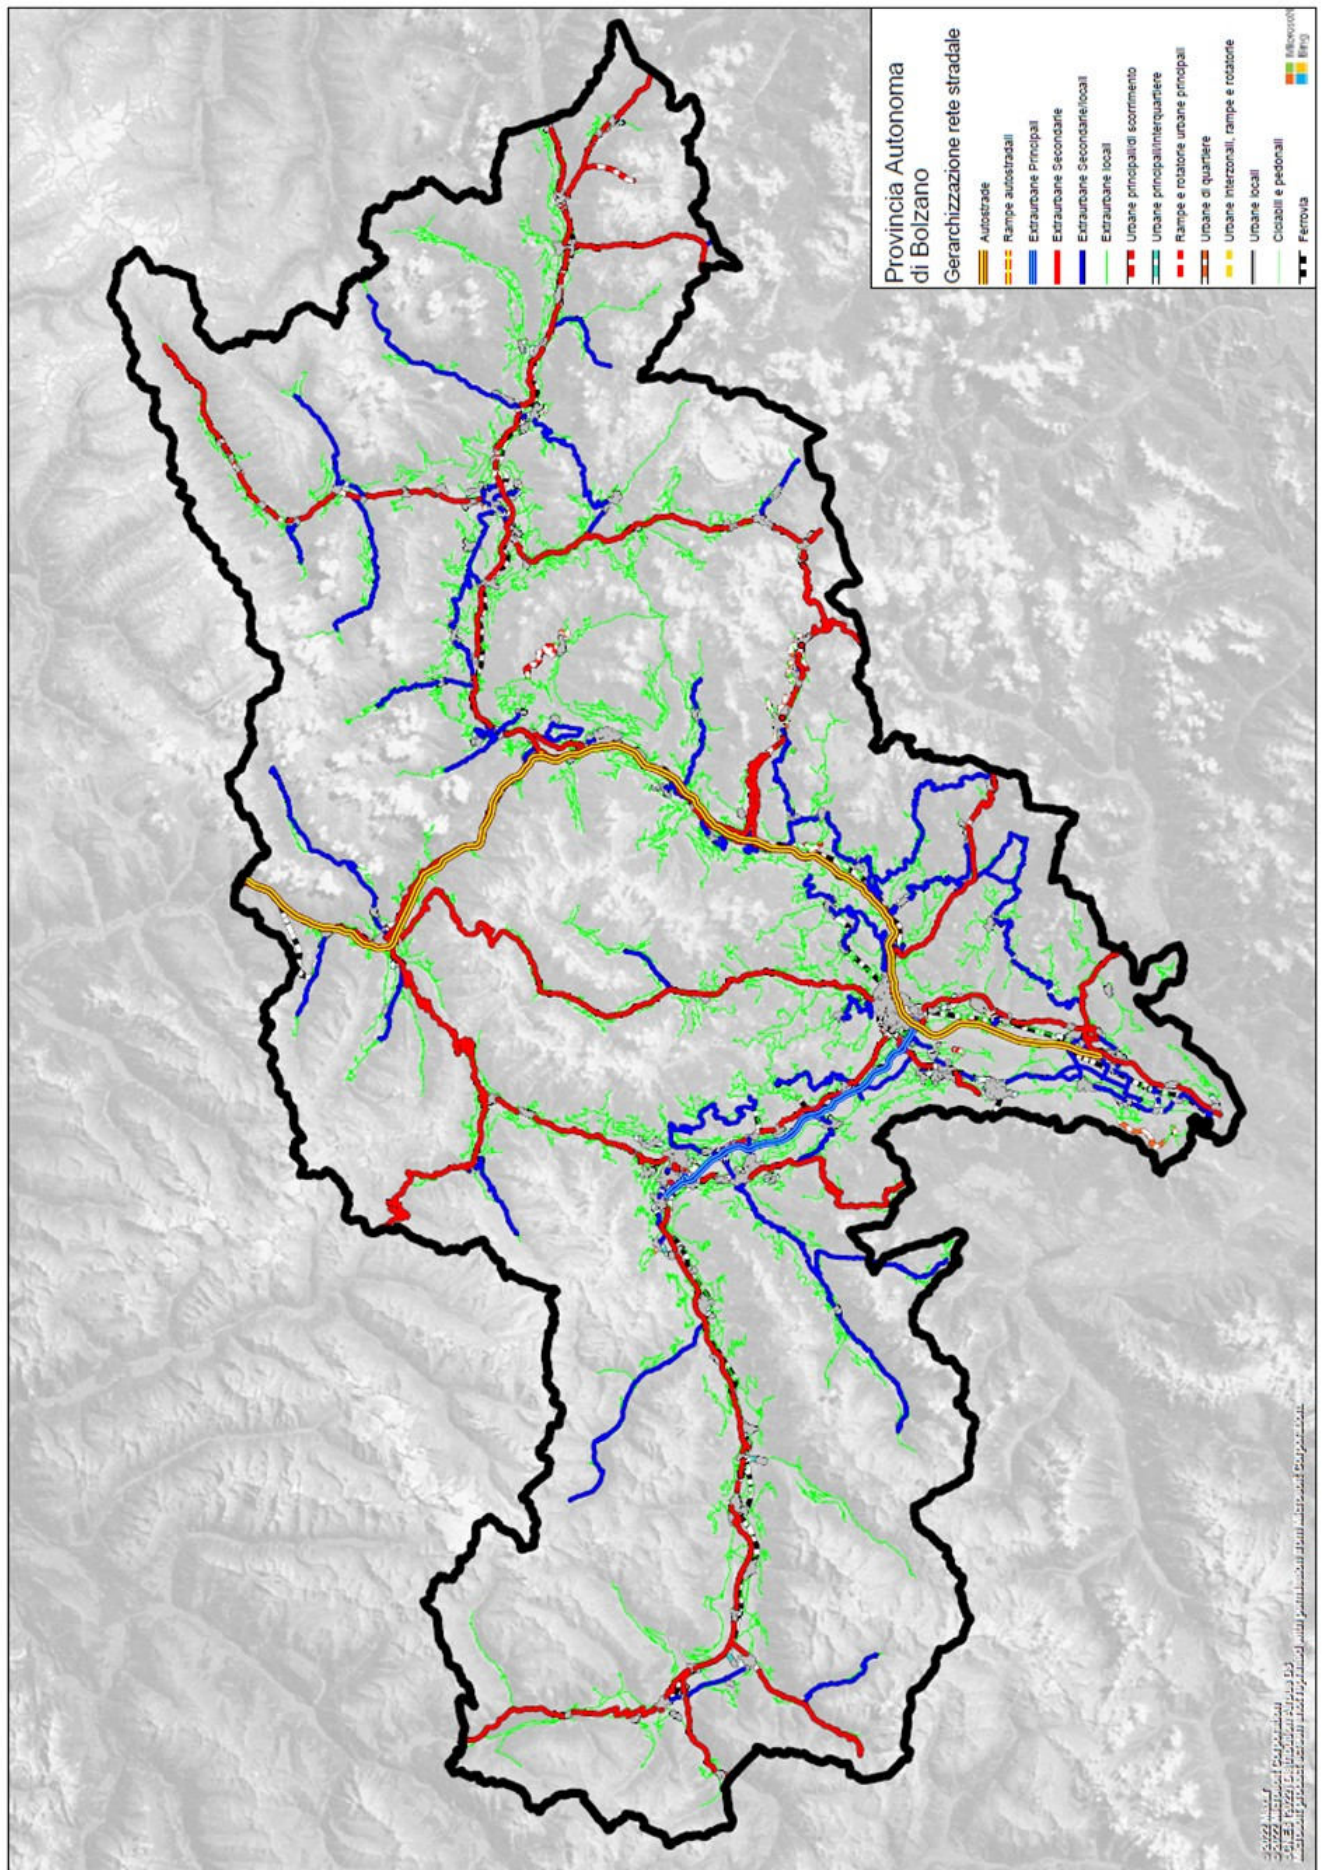 Provincia Autonoma
di Bolzano
Gerarchizzazione rete stradale
Autostrade
Rampe autostradali
Extraurbane Principali
Extraurbane Secondarie
Extraurbane Secondarie/locali
Extraurbane locali
Urbane principali/di scorrimento
Urbane principali/interquartiere
Rampe e rotatorie urbane principali
Urbane di quartiere
Urbane interzonali, rampe e rotatorie
Urbane locali
Ciclabili e pedonali
Ferrovia
Microsoft
Bing